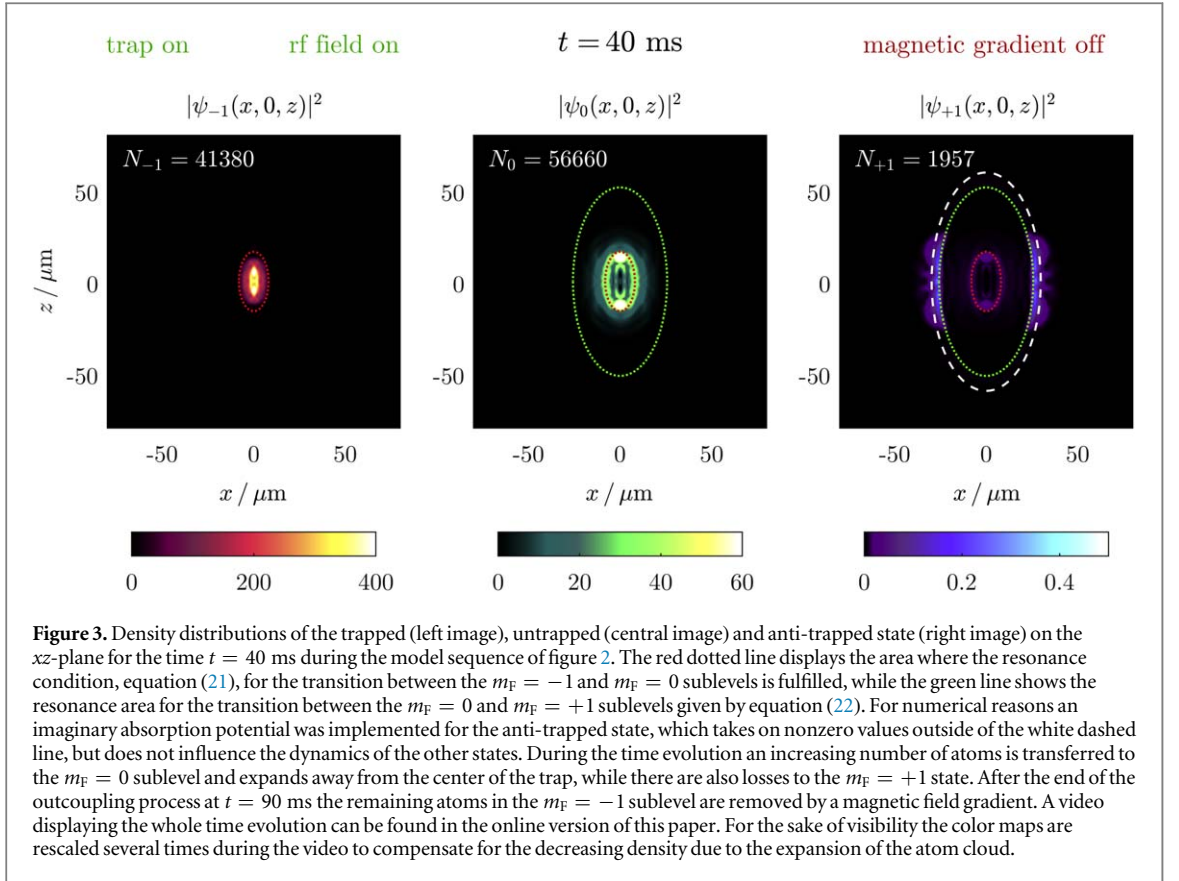 trap on rf field on t = 40 ms magnetic gradient off
|ψ₋₁(x, 0, z)|² |ψ₀(x, 0, z)|² |ψ₊₁(x, 0, z)|²
N₋₁ = 41380 N₀ = 56660 N₊₁ = 1957
50 50 50
z / μm
0 0 0
-50 -50 -50
-50 0 50 -50 0 50 -50 0 50
x / μm x / μm x / μm
0 200 400 0 20 40 60 0 0.2 0.4
Figure 3. Density distributions of the trapped (left image), untrapped (central image) and anti-trapped state (right image) on the
xz-plane for the time t = 40 ms during the model sequence of figure 2. The red dotted line displays the area where the resonance
condition, equation (21), for the transition between the m_F = −1 and m_F = 0 sublevels is fulfilled, while the green line shows the
resonance area for the transition between the m_F = 0 and m_F = +1 sublevels given by equation (22). For numerical reasons an
imaginary absorption potential was implemented for the anti-trapped state, which takes on nonzero values outside of the white dashed
line, but does not influence the dynamics of the other states. During the time evolution an increasing number of atoms is transferred to
the m_F = 0 sublevel and expands away from the center of the trap, while there are also losses to the m_F = +1 state. After the end of the
outcoupling process at t = 90 ms the remaining atoms in the m_F = −1 sublevel are removed by a magnetic field gradient. A video
displaying the whole time evolution can be found in the online version of this paper. For the sake of visibility the color maps are
rescaled several times during the video to compensate for the decreasing density due to the expansion of the atom cloud.